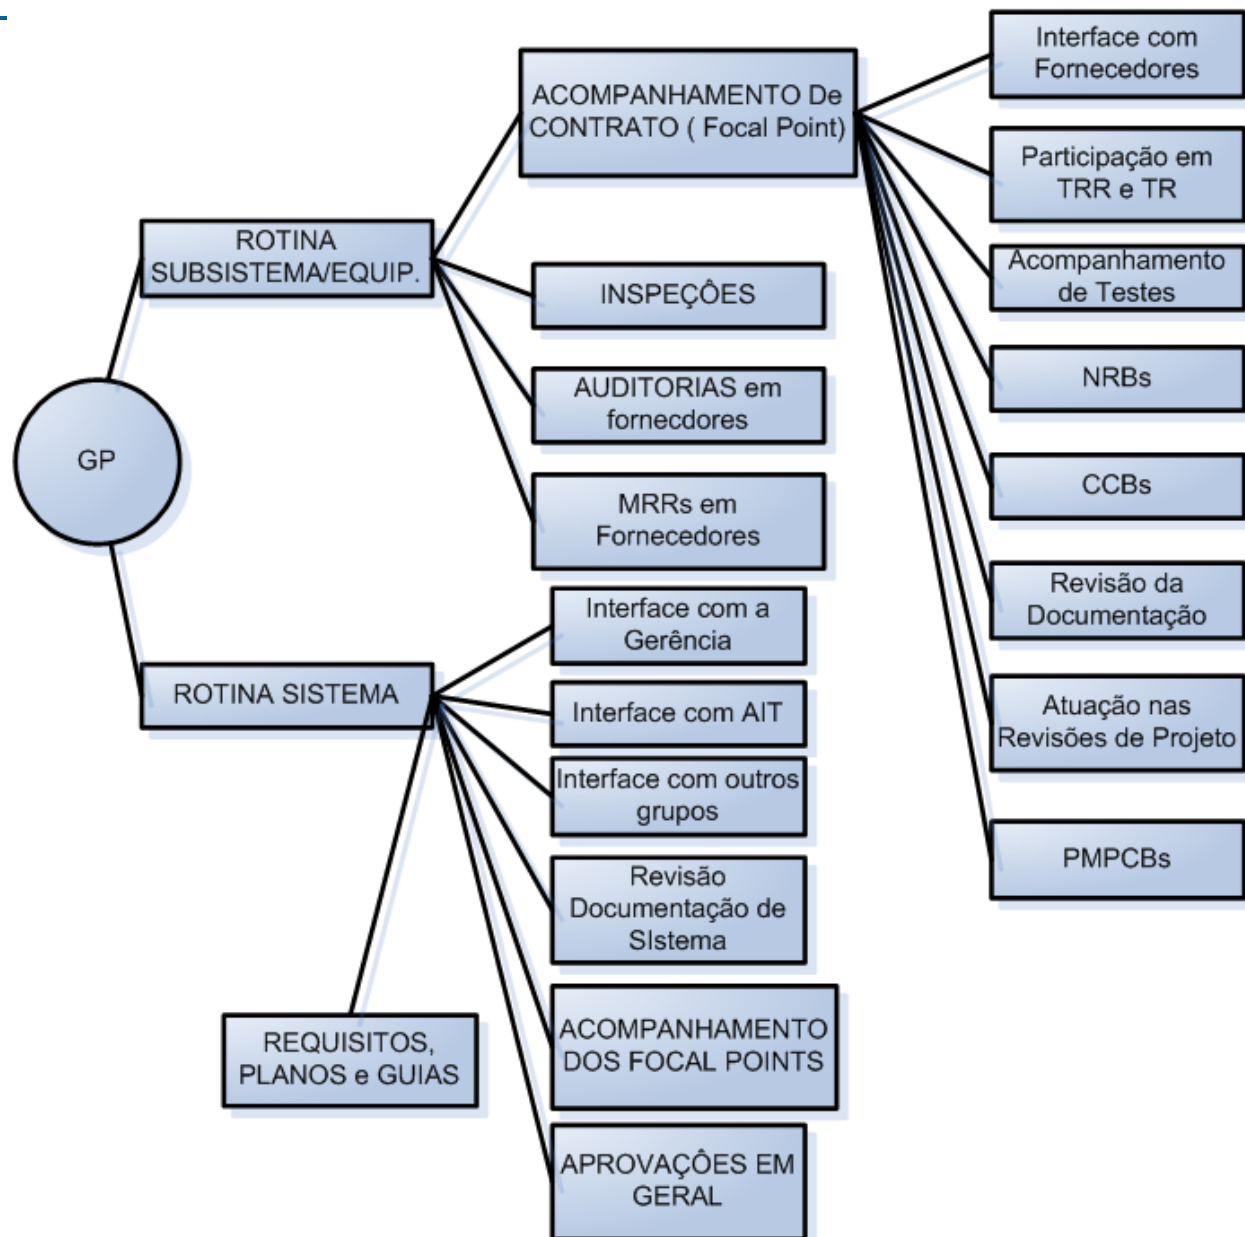 GP
ROTINA
SUBSISTEMA/EQUIP.
ACOMPANHAMENTO De
CONTRATO ( Focal Point)
Interface com
Fornecedores
Participação em
TRR e TR
Acompanhamento
de Testes
NRBs
CCBs
Revisão da
Documentação
Atuação nas
Revisões de Projeto
PMPCBs
INSPEÇÔES
AUDITORIAS em
fornecdores
MRRs em
Fornecedores
ROTINA SISTEMA
Interface com a
Gerência
Interface com AIT
Interface com outros
grupos
Revisão
Documentação de
SIstema
ACOMPANHAMENTO
DOS FOCAL POINTS
APROVAÇÔES EM
GERAL
REQUISITOS,
PLANOS e GUIAS